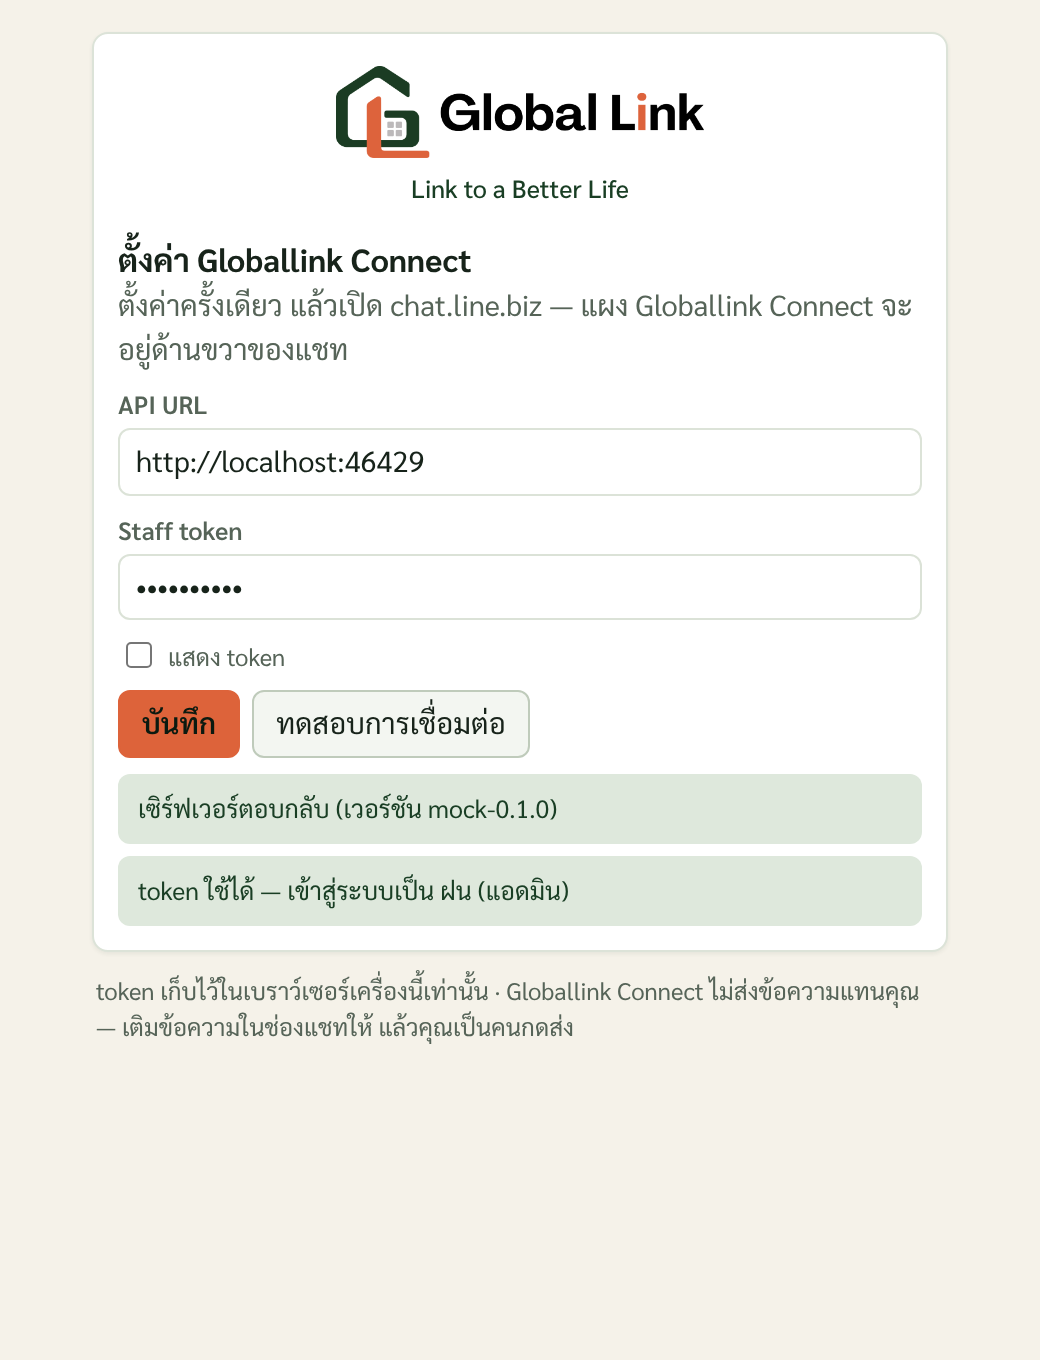 Global Link
Link to a Better Life
ตั้งค่า Globallink Connect
ตั้งค่าครั้งเดียว แล้วเปิด chat.line.biz — แผง Globallink Connect จะ
อยู่ด้านขวาของแชท
API URL
http://localhost:46429
Staff token
••••••••••
แสดง token
บันทึก
ทดสอบการเชื่อมต่อ
เซิร์ฟเวอร์ตอบกลับ (เวอร์ชัน mock-0.1.0)
token ใช้ได้ — เข้าสู่ระบบเป็น ฝน (แอดมิน)
token เก็บไว้ในเบราว์เซอร์เครื่องนี้เท่านั้น · Globallink Connect ไม่ส่งข้อความแทนคุณ
— เติมข้อความในช่องแชทให้ แล้วคุณเป็นคนกดส่ง